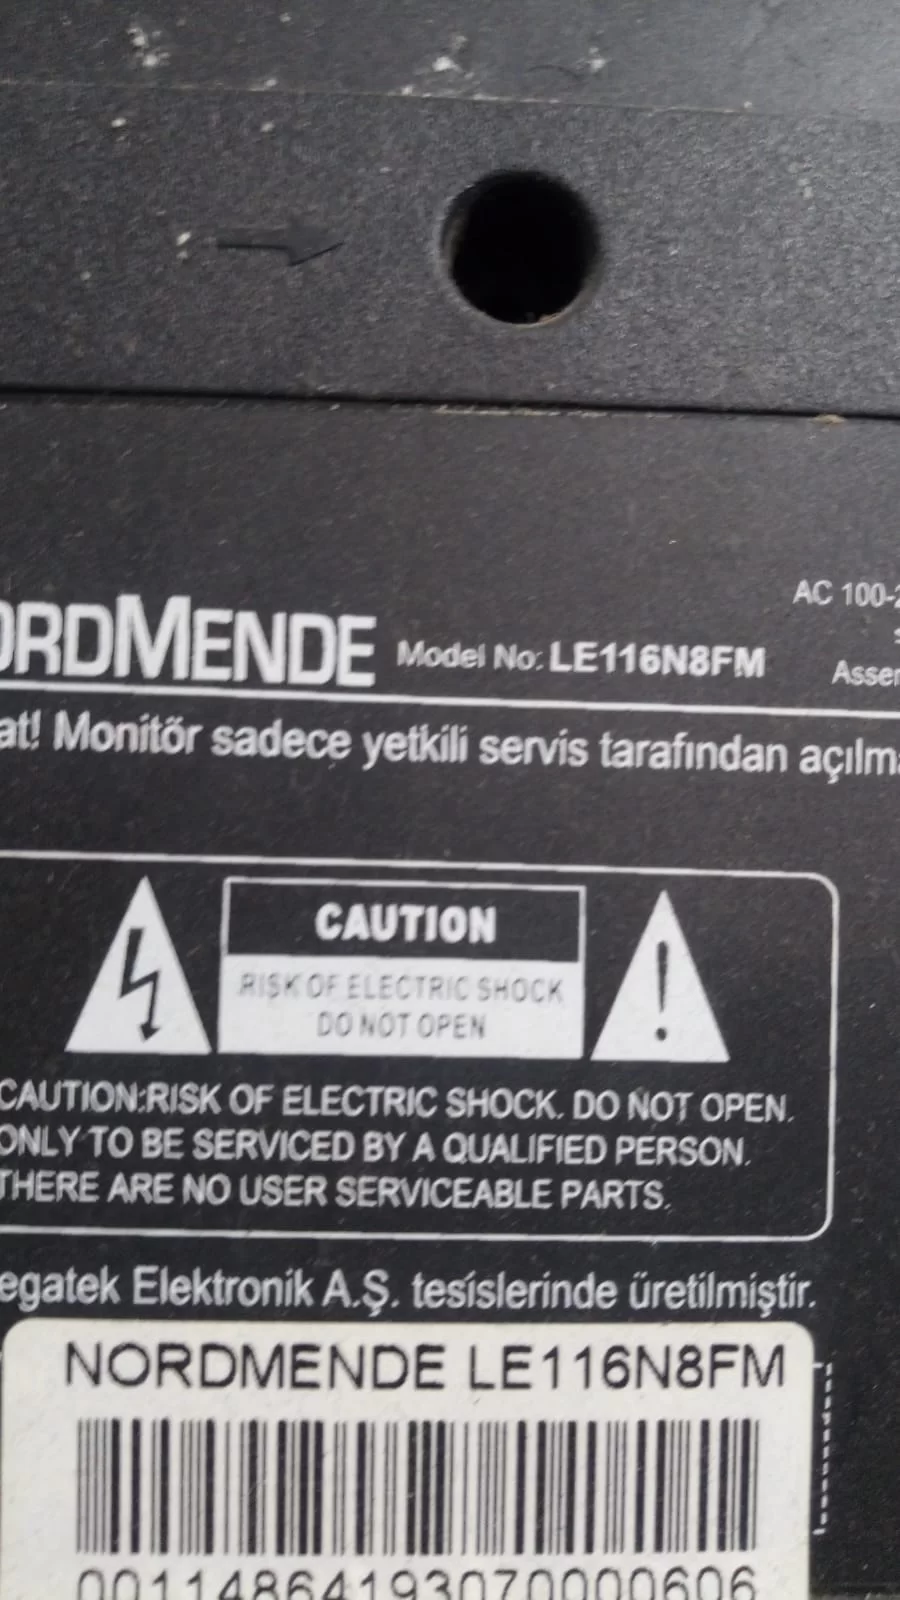 ORDMENDE Model No: LE116N8FM
AC 100-2
Asser
at! Monitör sadece yetkili servis tarafından açılma
CAUTION
RISK OF ELECTRIC SHOCK
DO NOT OPEN
CAUTION:RISK OF ELECTRIC SHOCK. DO NOT OPEN.
ONLY TO BE SERVICED BY A QUALIFIED PERSON.
THERE ARE NO USER SERVICEABLE PARTS.
egatek Elektronik A.Ş. tesislerinde üretilmiştir.
NORDMENDE LE116N8FM
00114864193070000606